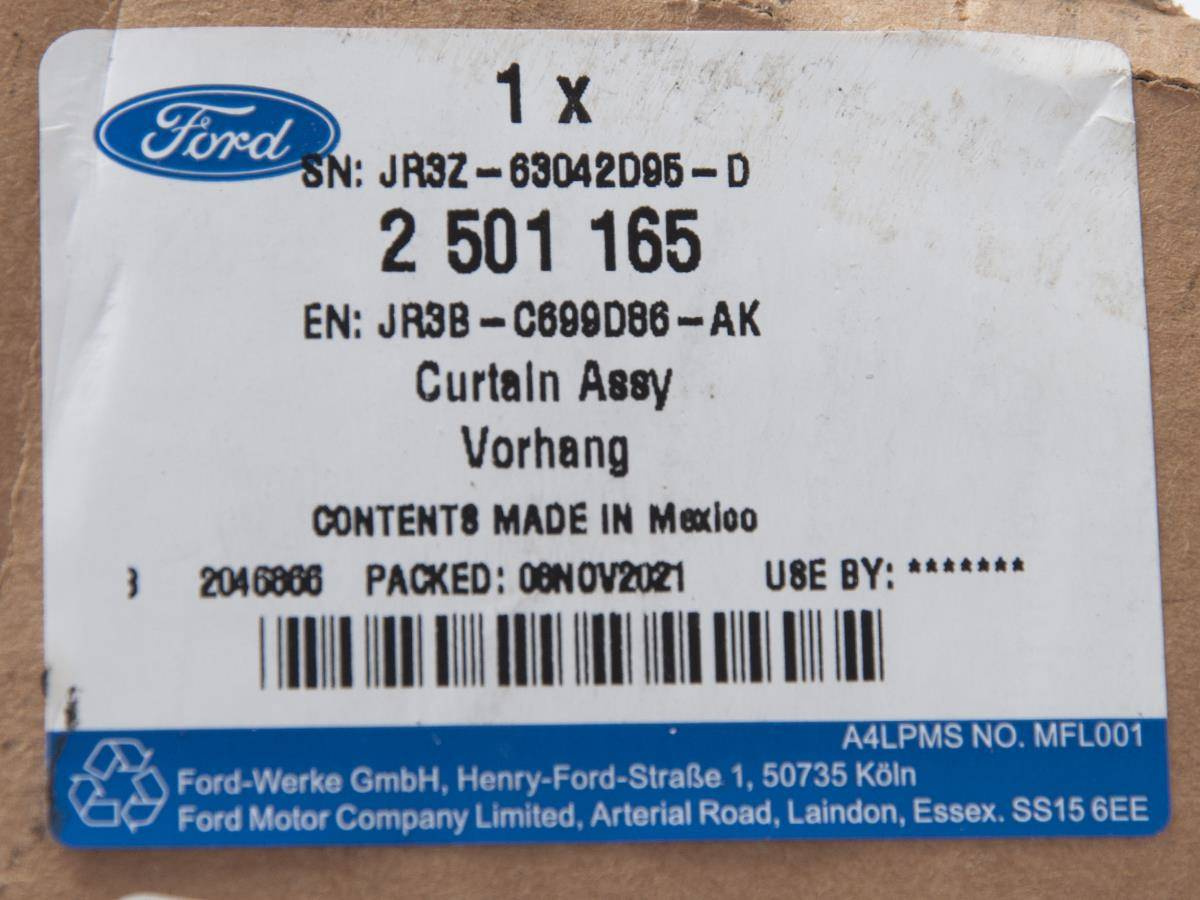 1 x
Ford
SN: JR3Z-63042D95-D
2 501 165
EN: JR3B-C699D86-AK
Curtain Assy
Vorhang
CONTENTS MADE IN Mexico
2046866 PACKED: 08NOV2021 USE BY: *******
A4LPMS NO. MFL001
Ford-Werke GmbH, Henry-Ford-Straße 1, 50735 Köln
Ford Motor Company Limited, Arterial Road, Laindon, Essex. SS15 6EE